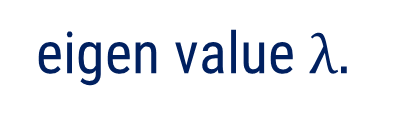 eigen value λ.